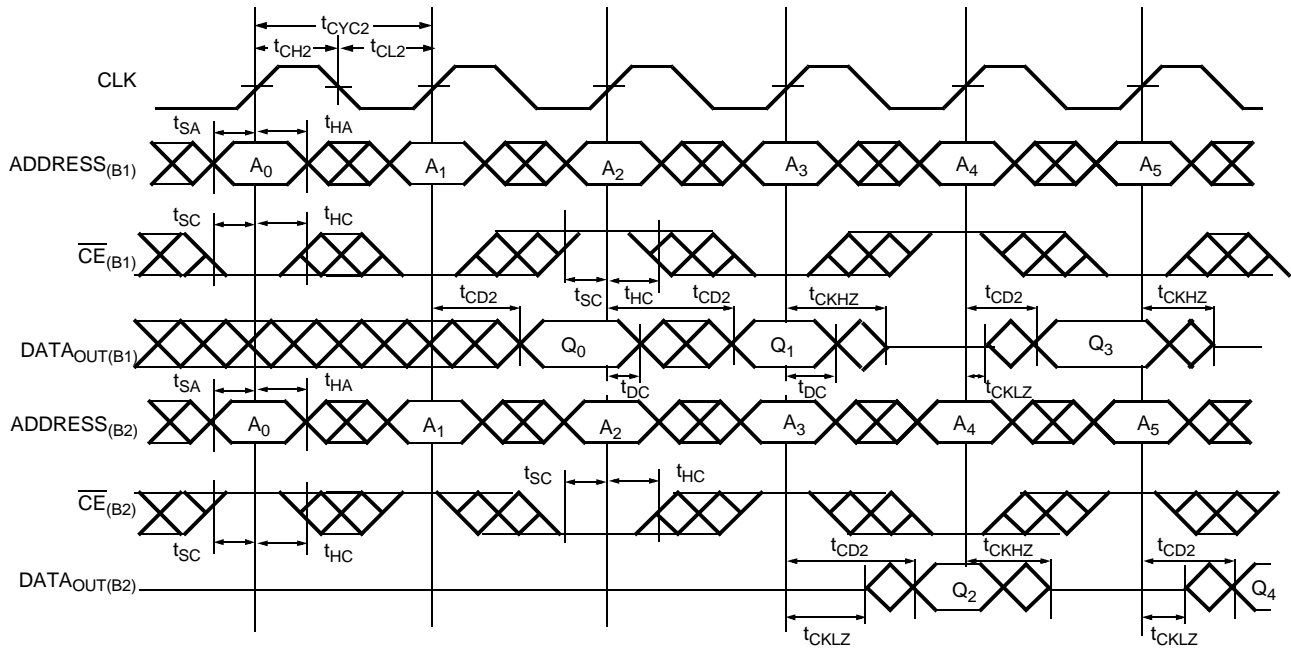 tCYC2
tCH2 tCL2
CLK
tSA tHA
ADDRESS(B1) A0 A1 A2 A3 A4 A5
tSC tHC
CE(B1)
tSC tHC
tCD2 tCD2 tCKHZ tCD2 tCKHZ
DATAOUT(B1) Q0 Q1 Q3
tSA tHA tDC tDC tCKLZ
ADDRESS(B2) A0 A1 A2 A3 A4 A5
tSC tHC
CE(B2)
tSC tHC tCD2 tCKHZ tCD2
DATAOUT(B2) Q2 Q4
tCKLZ tCKLZ